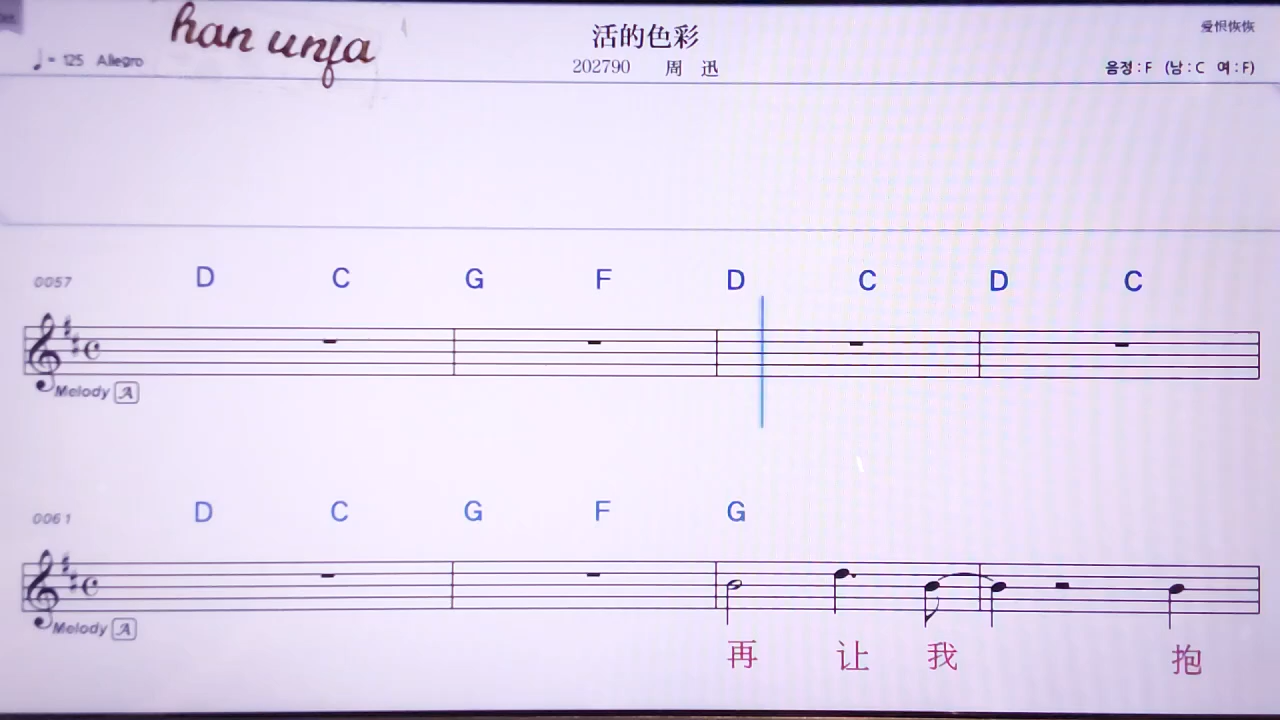 han unfa
活的色彩
爱恨恢恢
♩= 125 Allegro
202790 周 迅
음정 : F (남 : C 여 : F)
0057 D C G F D C D C
Melody A
0061 D C G F G
Melody A
再 让 我 抱